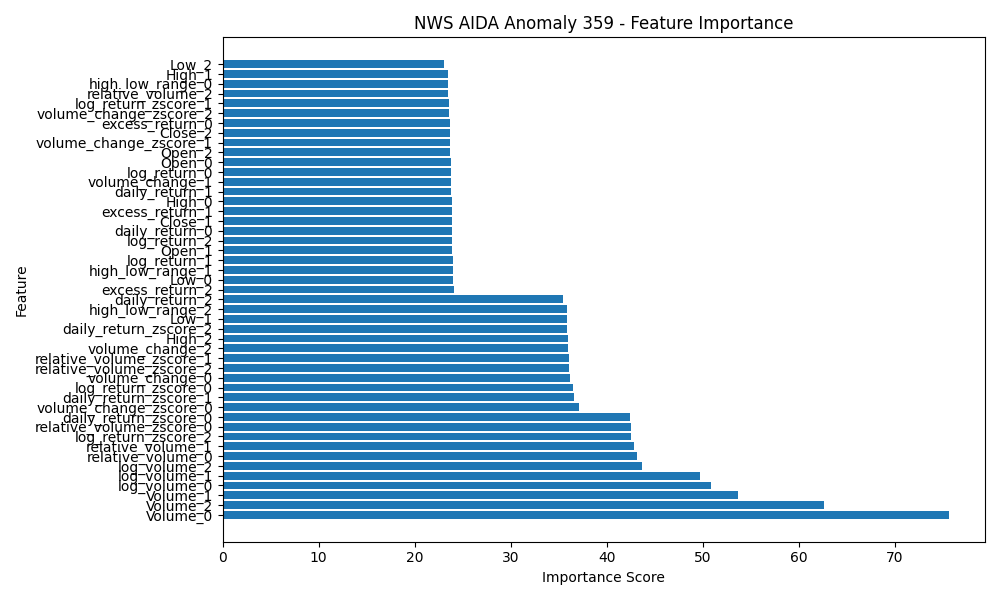 NWS AIDA Anomaly 359 - Feature Importance
Low_2
High_1
high_low_range_0
relative_volume_2
log_return_zscore_1
volume_change_zscore_2
excess_return_0
Close_2
volume_change_zscore_1
Open_2
Open_0
log_return_0
volume_change_1
daily_return_1
High_0
excess_return_1
Close_1
daily_return_0
log_return_2
Open_1
log_return_1
high_low_range_1
Low_0
excess_return_2
daily_return_2
high_low_range_2
Low_1
daily_return_zscore_2
High_2
volume_change_2
relative_volume_zscore_1
relative_volume_zscore_2
volume_change_0
log_return_zscore_0
daily_return_zscore_1
volume_change_zscore_0
daily_return_zscore_0
relative_volume_zscore_0
log_return_zscore_2
relative_volume_1
relative_volume_0
log_volume_2
log_volume_1
log_volume_0
Volume_1
Volume_2
Volume_0
Feature
0 10 20 30 40 50 60 70
Importance Score